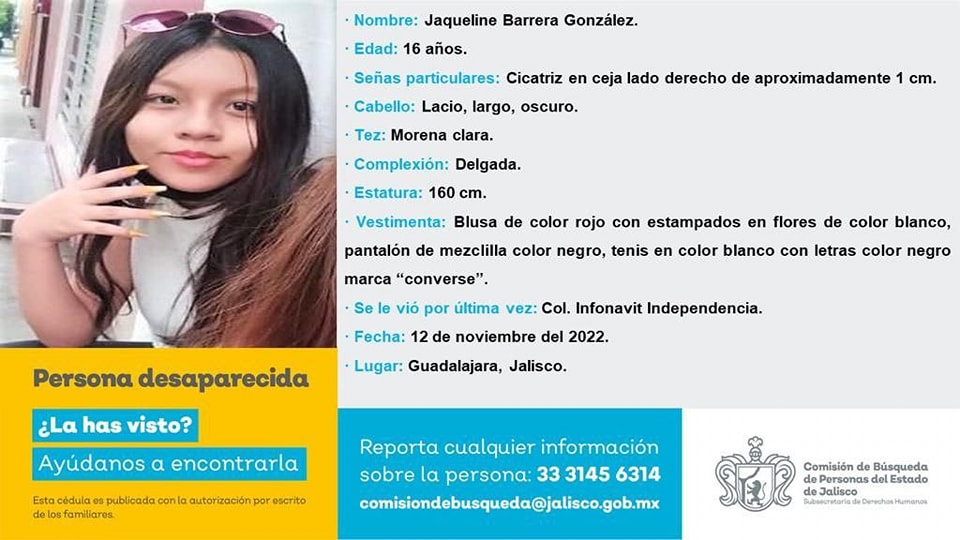 · Nombre: Jaqueline Barrera González.
· Edad: 16 años.
· Señas particulares: Cicatriz en ceja lado derecho de aproximadamente 1 cm.
· Cabello: Lacio, largo, oscuro.
· Tez: Morena clara.
· Complexión: Delgada.
· Estatura: 160 cm.
· Vestimenta: Blusa de color rojo con estampados en flores de color blanco,
pantalón de mezclilla color negro, tenis en color blanco con letras color negro
marca “converse”.
· Se le vió por última vez: Col. Infonavit Independencia.
· Fecha: 12 de noviembre del 2022.
· Lugar: Guadalajara, Jalisco.
Persona desaparecida
¿La has visto?
Ayúdanos a encontrarla
Esta cédula es publicada con la autorización por escrito
de los familiares.
Reporta cualquier información
sobre la persona: 33 3145 6314
comisiondebusqueda@jalisco.gob.mx
Comisión de Búsqueda
de Personas del Estado
de Jalisco
Subsecretaría de Derechos Humanos